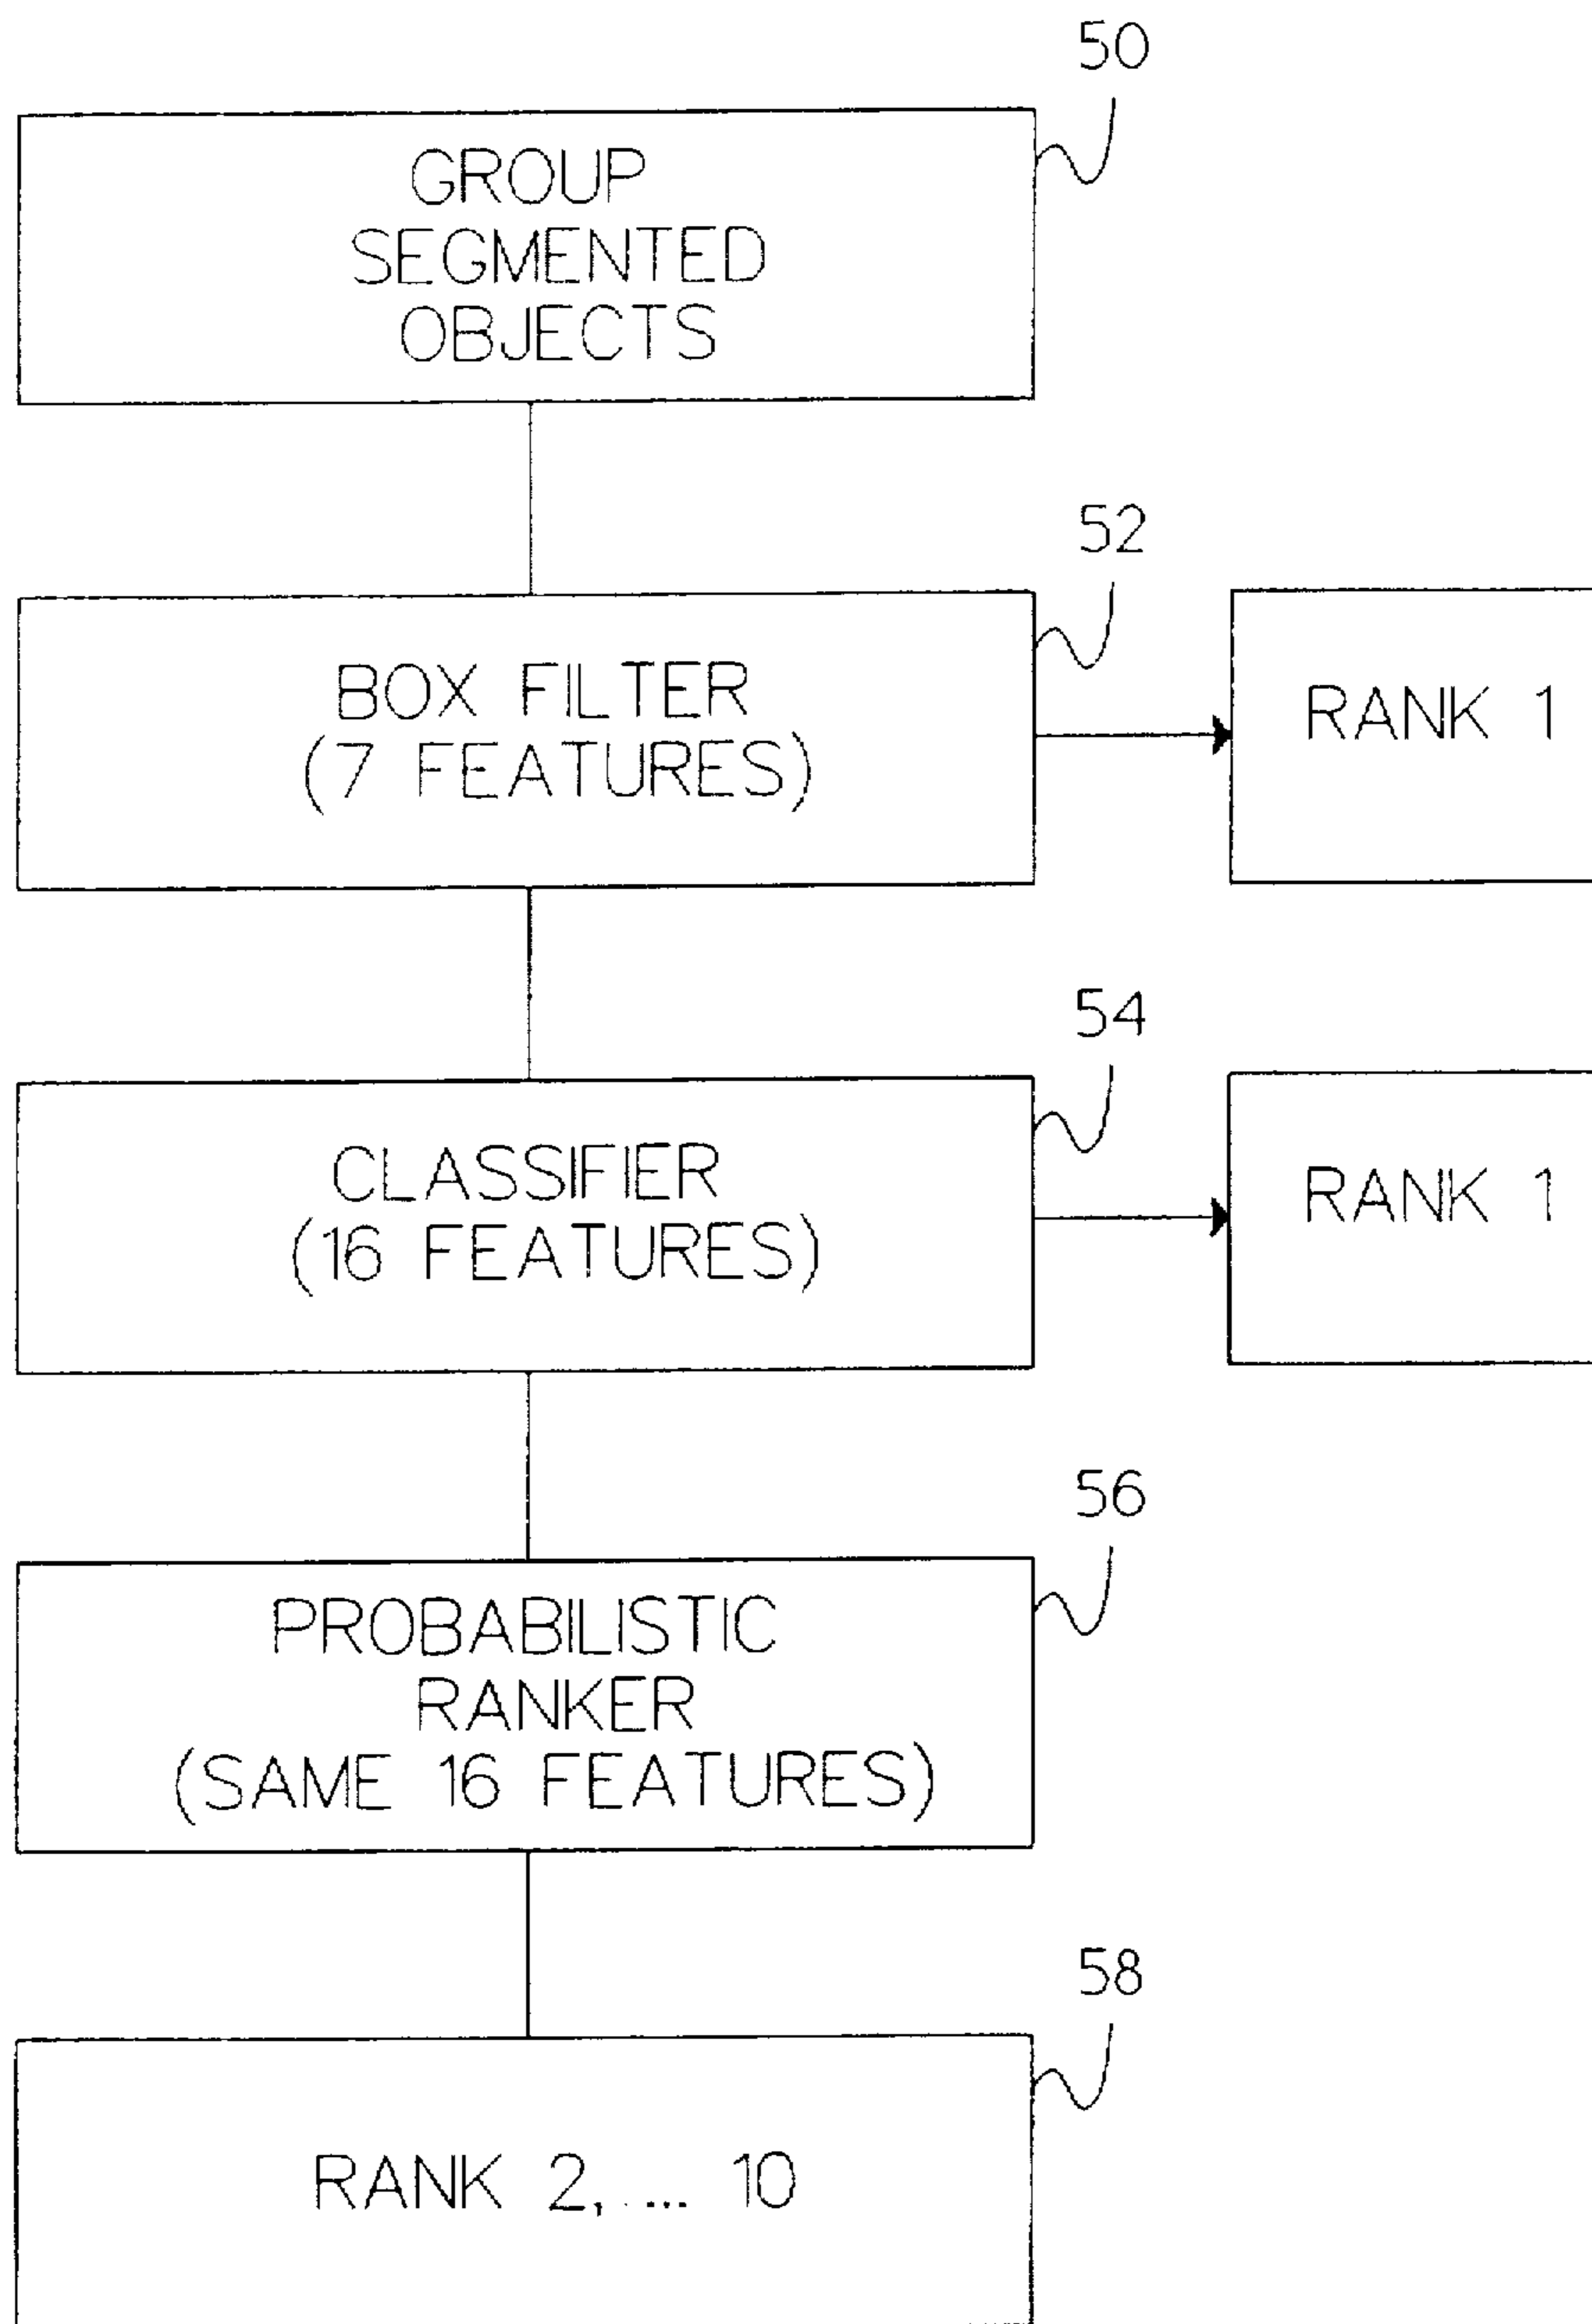 50
GROUP
SEGMENTED
OBJECTS
52
BOX FILTER
(7 FEATURES)
RANK 1
54
CLASSIFIER
(16 FEATURES)
RANK 1
56
PROBABILISTIC
RANKER
(SAME 16 FEATURES)
58
RANK 2, ... 10